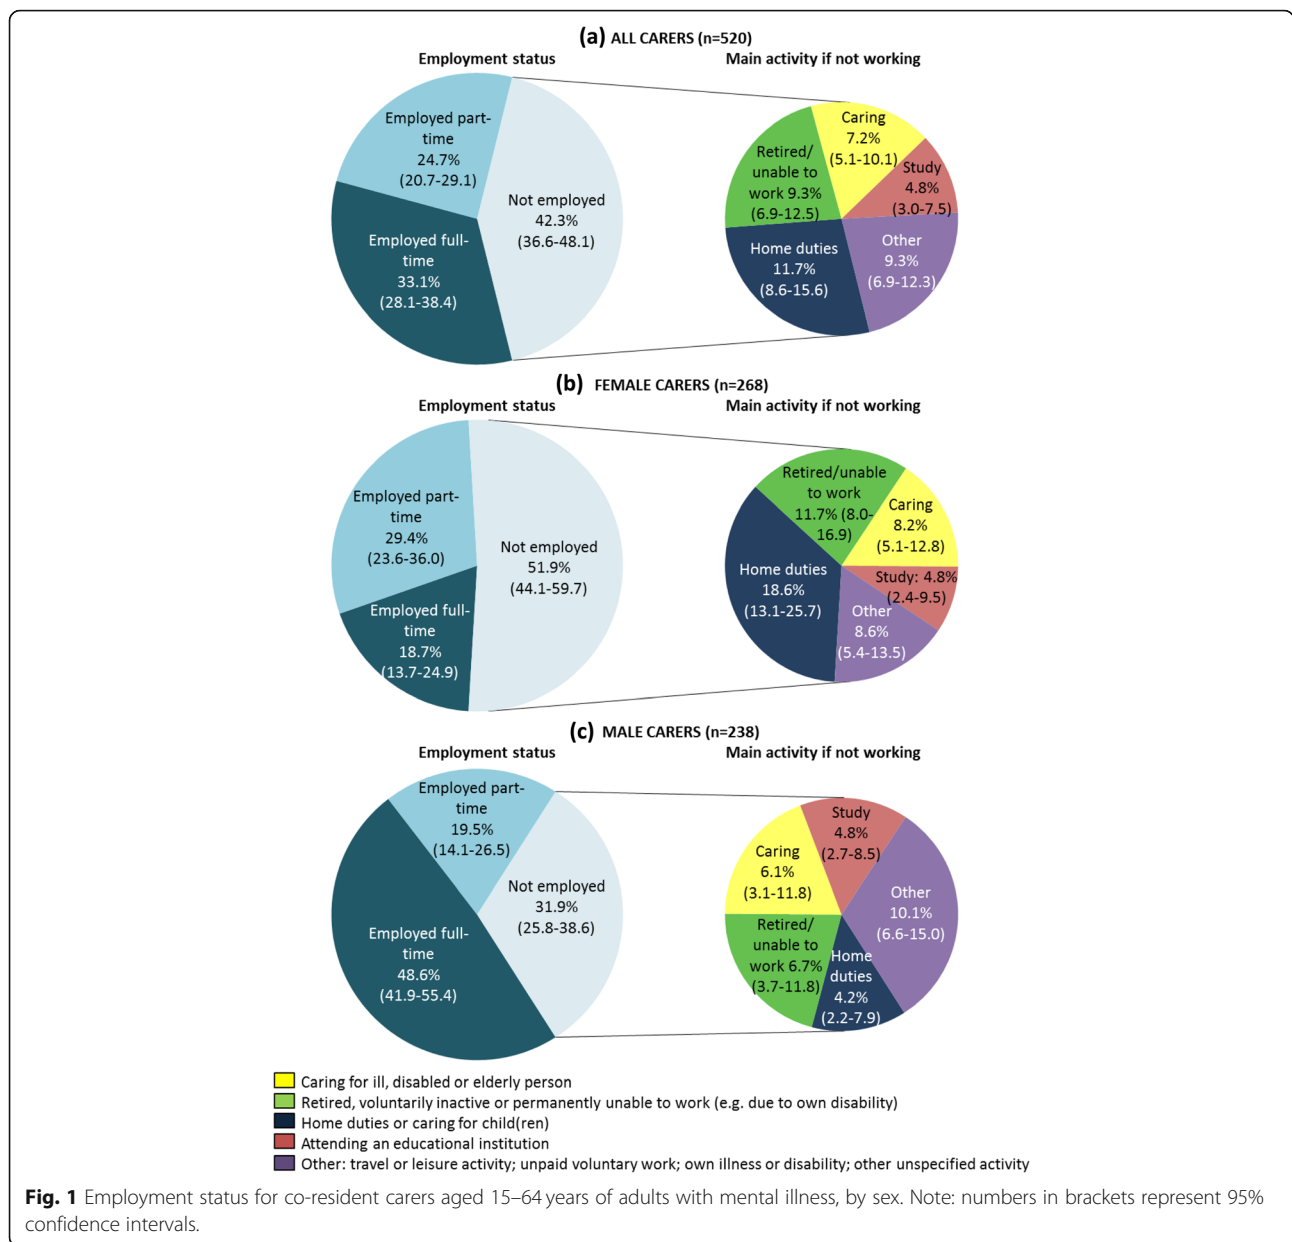 (a) ALL CARERS (n=520)
Employment status
Main activity if not working
Employed part-
time
24.7%
(20.7-29.1)
Not employed
42.3%
(36.6-48.1)
Employed full-
time
33.1%
(28.1-38.4)
Caring
7.2%
(5.1-10.1)
Retired/
unable to
work 9.3%
(6.9-12.5)
Study
4.8%
(3.0-7.5)
Home duties
11.7%
(8.6-15.6)
Other
9.3%
(6.9-12.3)
(b) FEMALE CARERS (n=268)
Employment status
Main activity if not working
Employed part-
time
29.4%
(23.6-36.0)
Not employed
51.9%
(44.1-59.7)
Employed full-
time
18.7%
(13.7-24.9)
Retired/unable
to work
11.7% (8.0-
16.9)
Caring
8.2%
(5.1-12.8)
Home duties
18.6%
(13.1-25.7)
Study: 4.8%
(2.4-9.5)
Other
8.6%
(5.4-13.5)
(c) MALE CARERS (n=238)
Employment status
Main activity if not working
Employed part-
time
19.5%
(14.1-26.5)
Not employed
31.9%
(25.8-38.6)
Employed full-
time
48.6%
(41.9-55.4)
Study
4.8%
(2.7-8.5)
Caring
6.1%
(3.1-11.8)
Other
10.1%
(6.6-15.0)
Retired/
unable to
work 6.7%
(3.7-11.8)
Home
duties
4.2%
(2.2-7.9)
Caring for ill, disabled or elderly person
Retired, voluntarily inactive or permanently unable to work (e.g. due to own disability)
Home duties or caring for child(ren)
Attending an educational institution
Other: travel or leisure activity; unpaid voluntary work; own illness or disability; other unspecified activity
Fig. 1 Employment status for co-resident carers aged 15–64 years of adults with mental illness, by sex. Note: numbers in brackets represent 95%
confidence intervals.